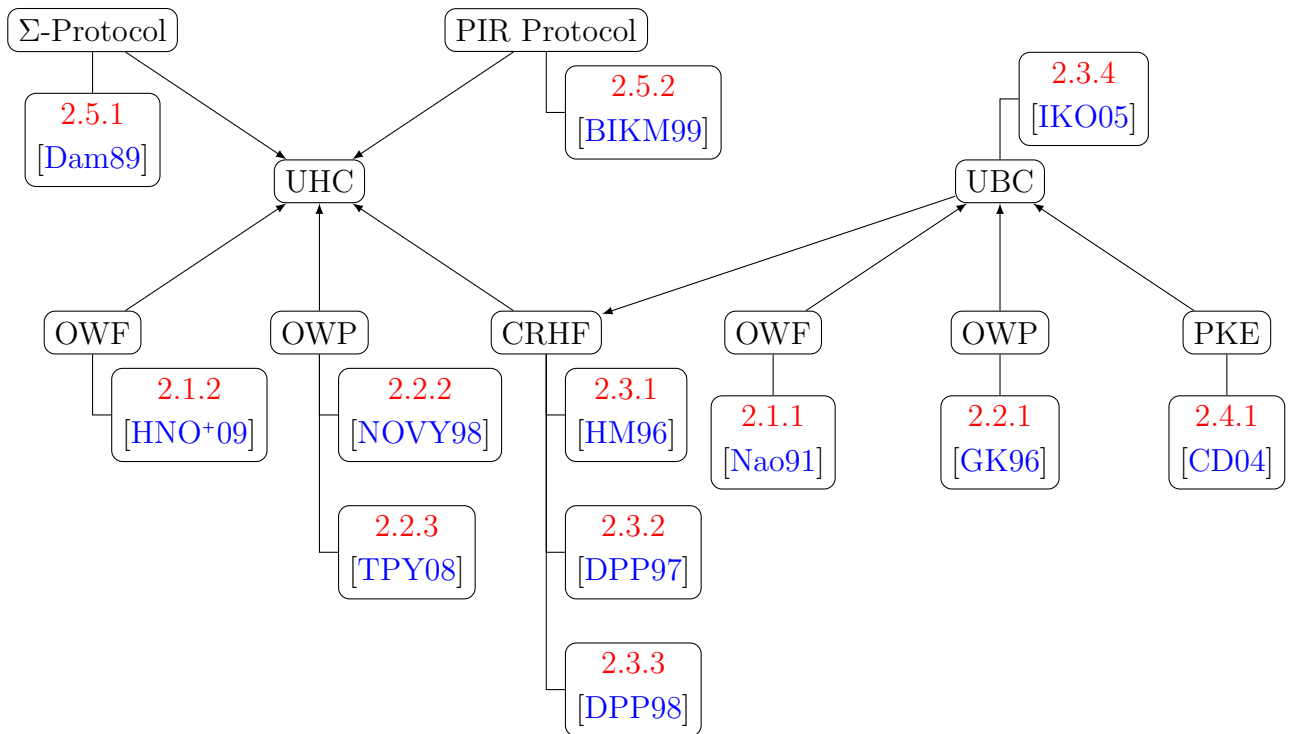 Σ-Protocol
PIR Protocol
2.5.1
[Dam89]
2.5.2
[BIKM99]
2.3.4
[IKO05]
UHC
UBC
OWF
OWP
CRHF
OWF
OWP
PKE
2.1.2
[HNO⁺09]
2.2.2
[NOVY98]
2.3.1
[HM96]
2.1.1
[Nao91]
2.2.1
[GK96]
2.4.1
[CD04]
2.2.3
[TPY08]
2.3.2
[DPP97]
2.3.3
[DPP98]